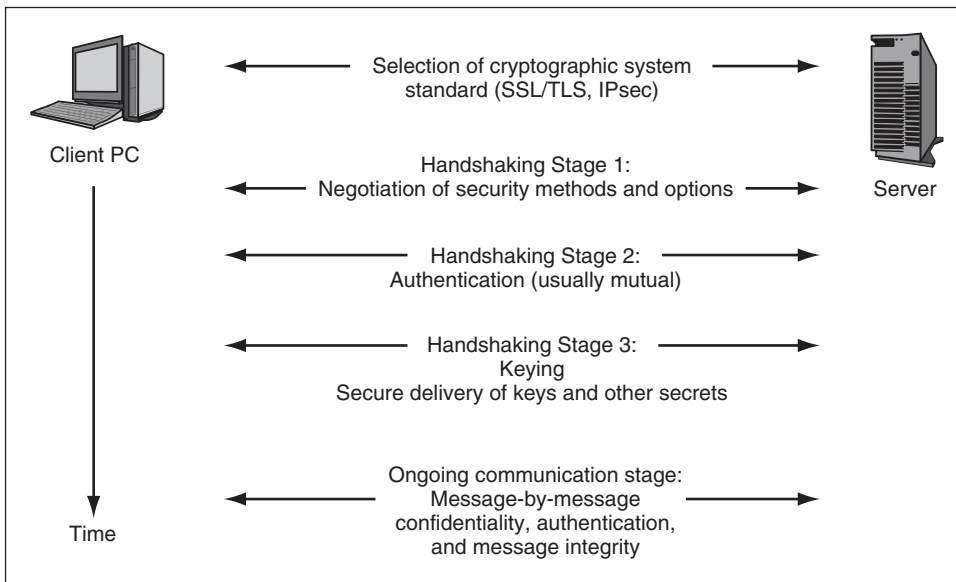 Selection of cryptographic system
standard (SSL/TLS, IPsec)
Client PC
Server
Handshaking Stage 1:
Negotiation of security methods and options
Handshaking Stage 2:
Authentication (usually mutual)
Handshaking Stage 3:
Keying
Secure delivery of keys and other secrets
Ongoing communication stage:
Message-by-message
confidentiality, authentication,
and message integrity
Time